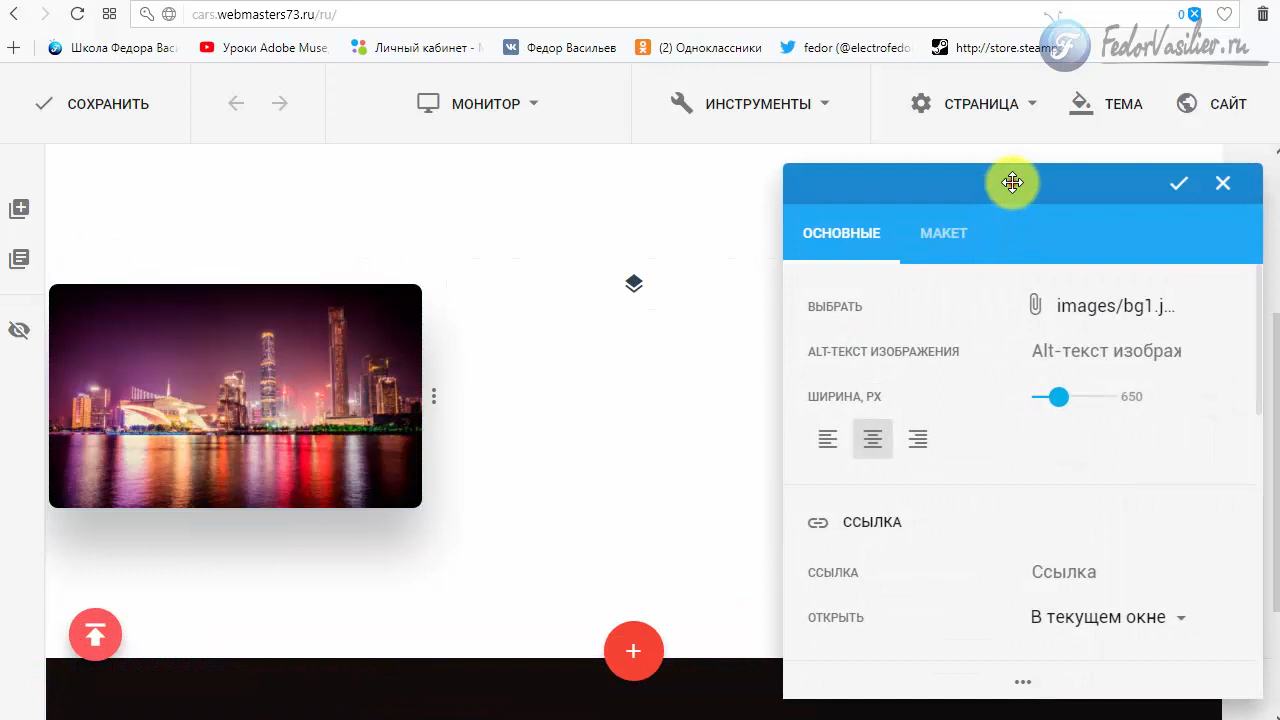 cars.webmasters73.ru/ru/
0
Школа Федора Вас
Уроки Adobe Muse,
Личный кабинет -
Федор Васильев
(2) Одноклассники
fedor (@electrofedo
http://store.steamp
FedorVasiliev.ru
СОХРАНИТЬ
МОНИТОР
ИНСТРУМЕНТЫ
СТРАНИЦА
ТЕМА
САЙТ
ОСНОВНЫЕ
МАКЕТ
ВЫБРАТЬ
images/bg1.j...
ALT-ТЕКСТ ИЗОБРАЖЕНИЯ
Alt-текст изображ
ШИРИНА, PX
650
ССЫЛКА
ССЫЛКА
Ссылка
ОТКРЫТЬ
В текущем окне